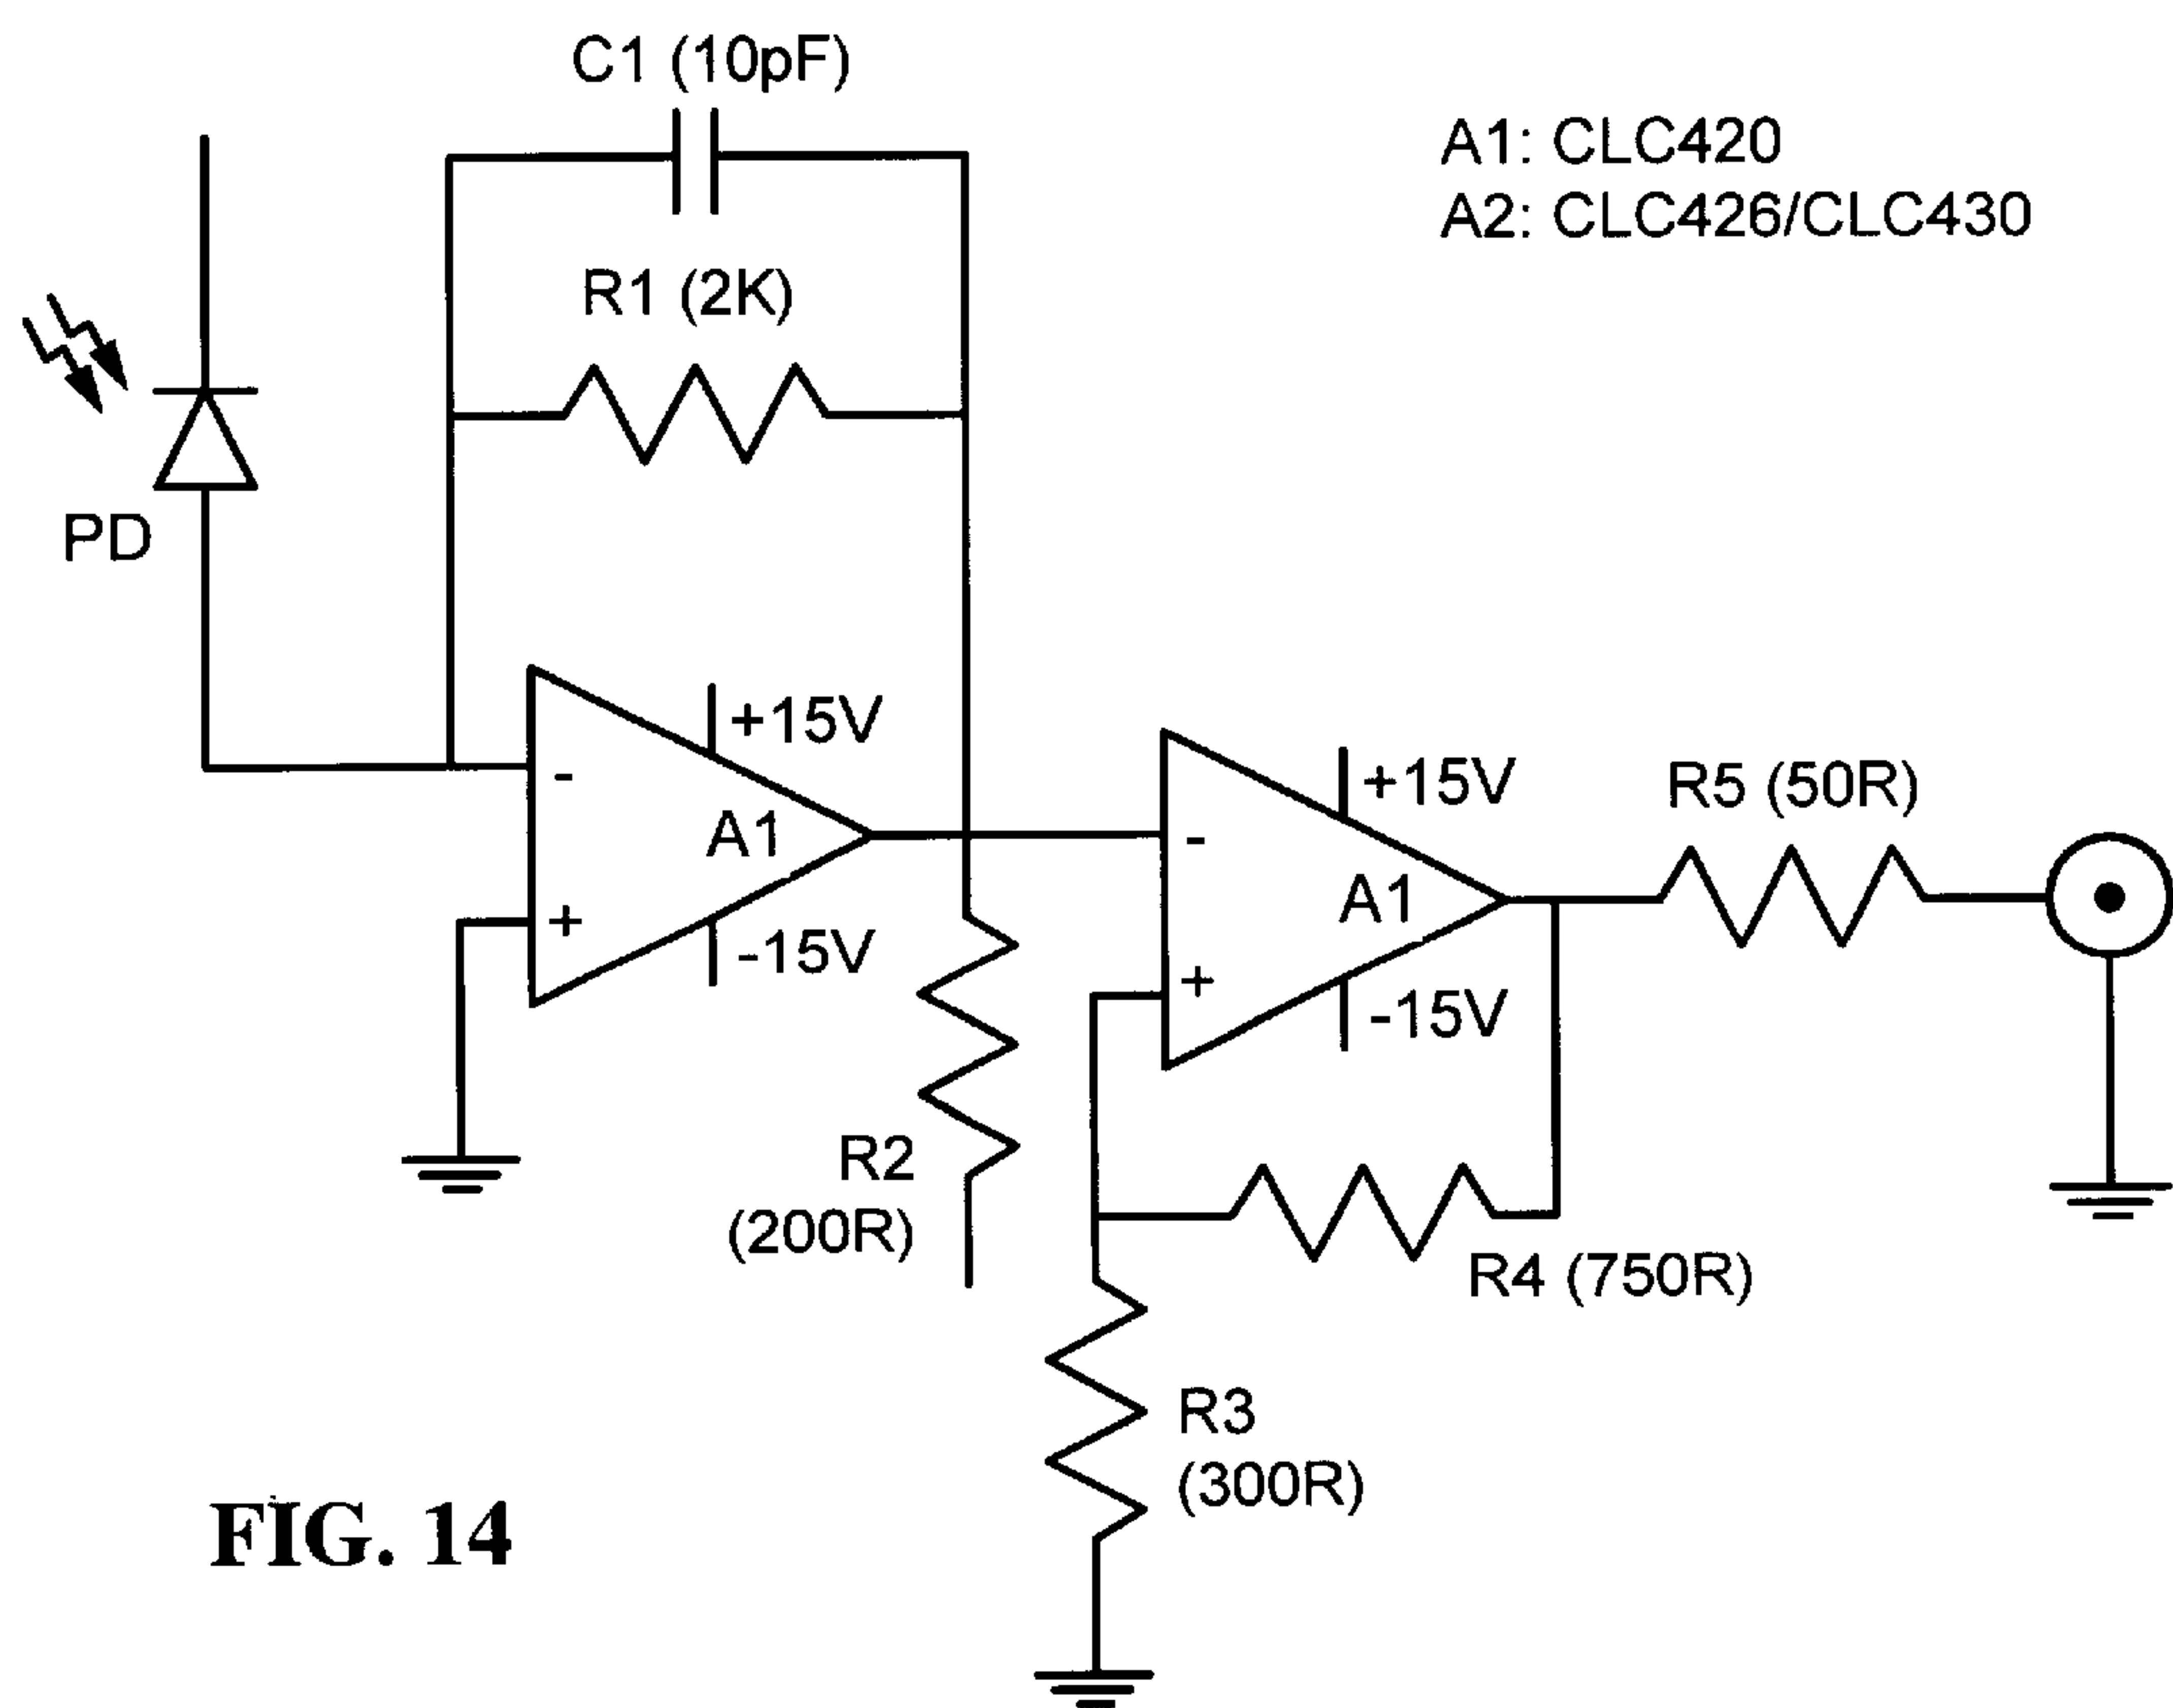 C1 (10pF)
A1: CLC420
A2: CLC426/CLC430
R1 (2K)
PD
+15V
-
A1
+
-15V
+15V
-
A1
+
-15V
R5 (50R)
R2
(200R)
R4 (750R)
R3
(300R)
FIG. 14